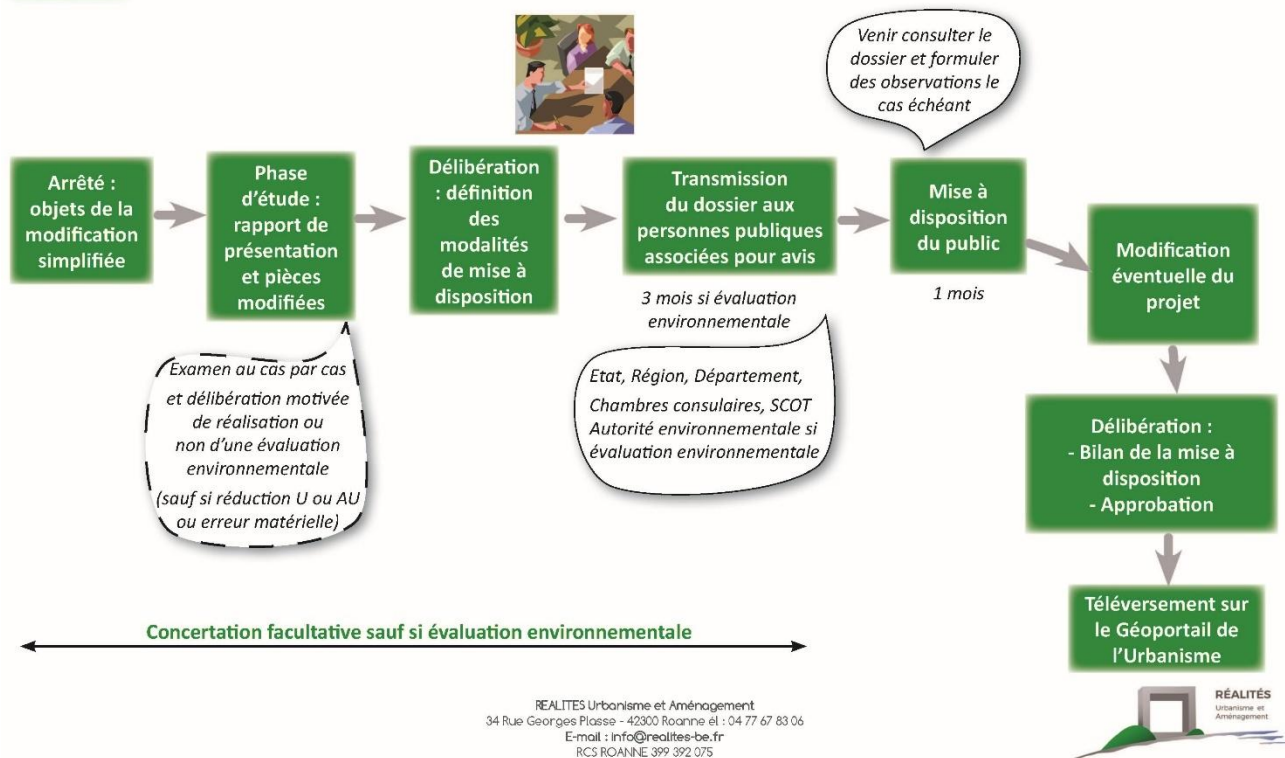 Venir consulter le
dossier et formuler
des observations le
cas échéant
Arrêté :
objets de la
modification
simplifiée
Phase
d'étude :
rapport de
présentation
et pièces
modifiées
Délibération
: définition
des
modalités
de mise à
disposition
Transmission
du dossier aux
personnes publiques
associées pour avis
Mise à
disposition
du public
Modification
éventuelle du
projet
3 mois si évaluation
environnementale
1 mois
Examen au cas par cas
et délibération motivée
de réalisation ou
non d'une évaluation
environnementale
(sauf si réduction U ou AU
ou erreur matérielle)
Etat, Région, Département,
Chambres consulaires, SCOT
Autorité environnementale si
évaluation environnementale
Délibération :
- Bilan de la mise à
disposition
- Approbation
Téléversement sur
le Géoportail de
l'Urbanisme
Concertation facultative sauf si évaluation environnementale
REALITES Urbanisme et Aménagement
34 Rue Georges Plasse - 42300 Roanne él : 04 77 67 83 06
E-mail : info@realites-be.fr
RCS ROANNE 399 392 075
RÉALITÉS
Urbanisme et
Aménagement